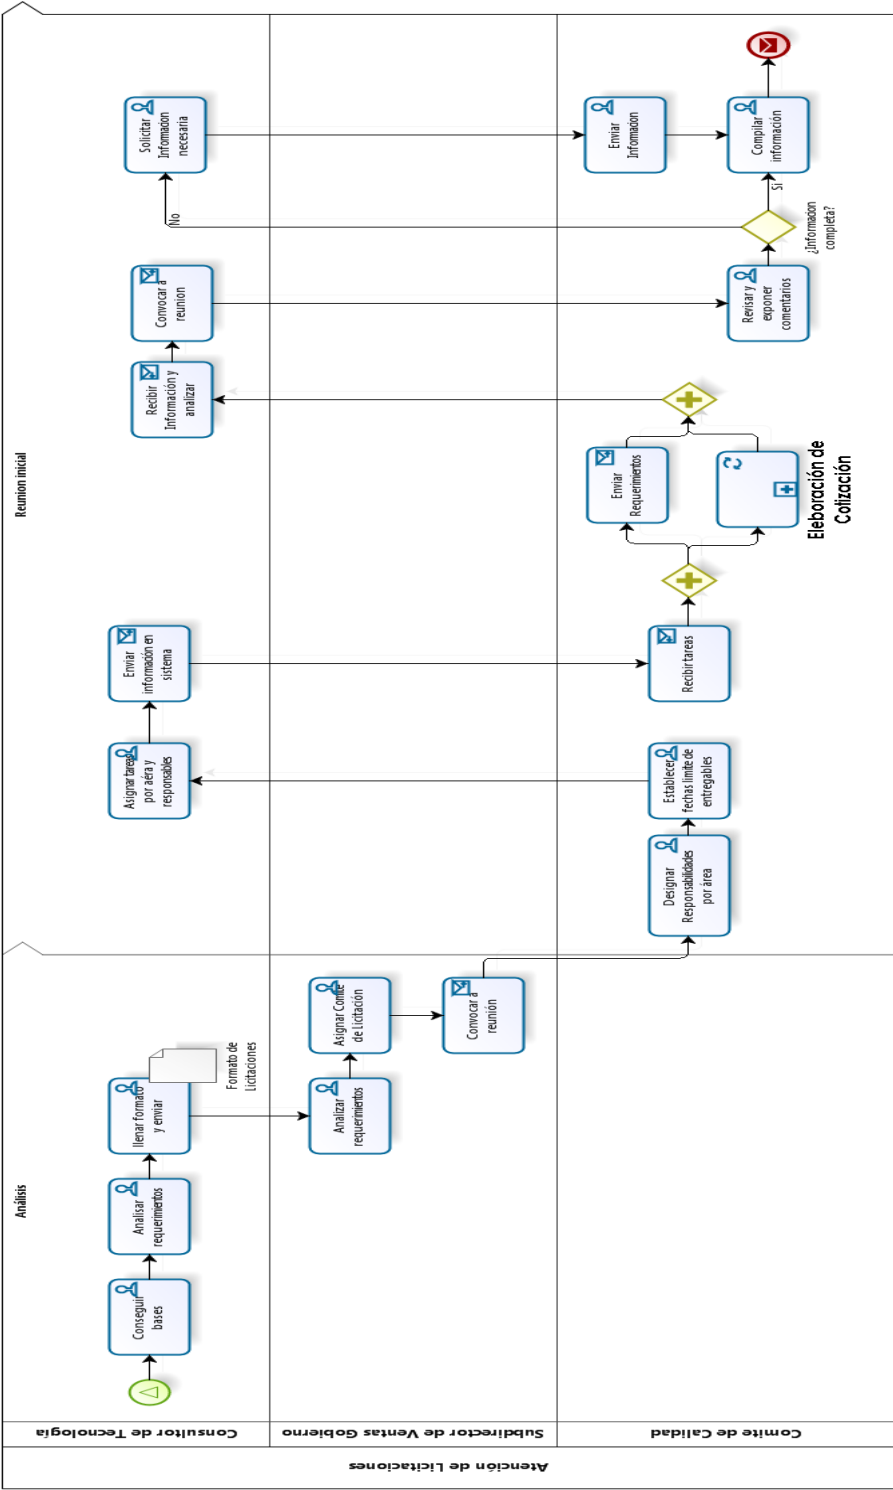 Atención de Licitaciones
Consultor de Tecnología
Subdirector de Ventas Gobierno
Comite de Calidad
Análisis
Reunion inicial
Conseguir
bases
Analisar
requerimientos
llenar formato
y enviar
Formato de
Licitaciones
Analizar
requerimientos
Asignar Comite
de Licitación
Convocar a
reunión
Designar
Responsabilidades
por área
Establecer
fechas limite de
entregables
Asignar tareas
por aéra y
responsables
Enviar
información en
sistema
Recibir tareas
Enviar
Requerimientos
Eleboración de
Cotización
Recibir
Información y
analizar
Convocar a
reunion
Revisar y
exponer
comentarios
¿Informacion
completa?
No
Si
Solicitar
Informacion
necesaria
Enviar
Informacion
Compilar
información